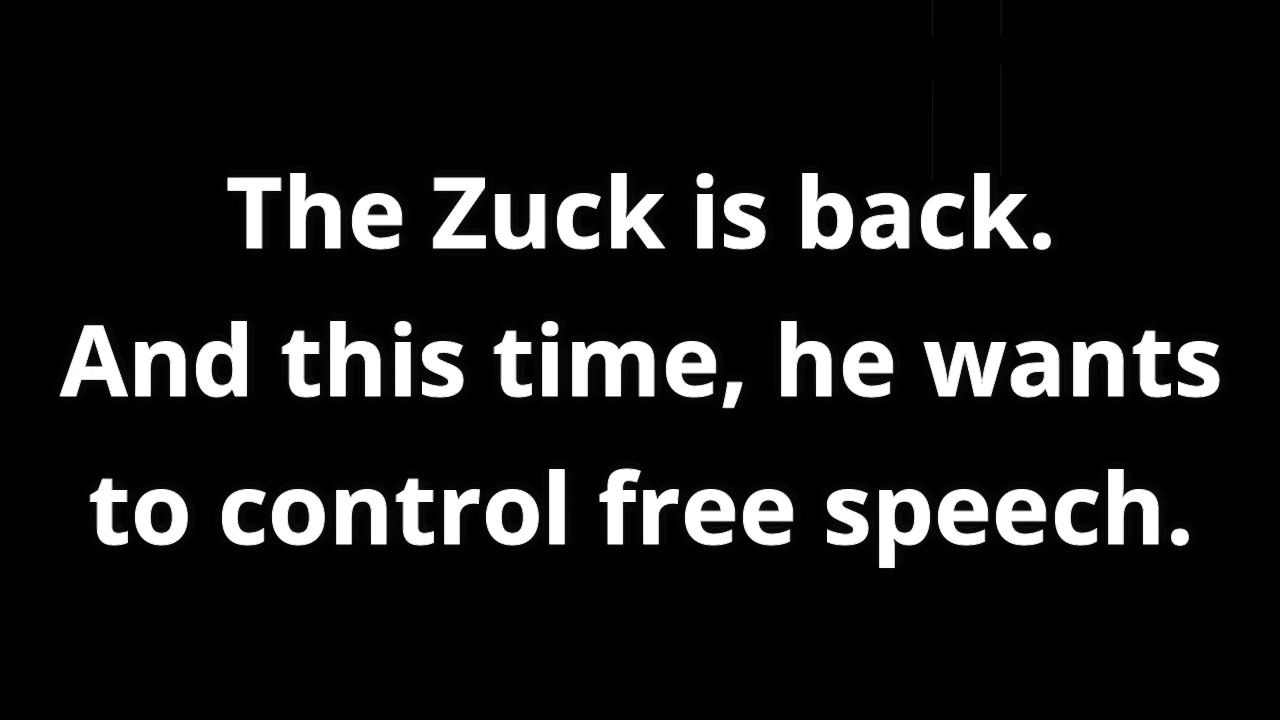 The Zuck is back.
And this time, he wants
to control free speech.